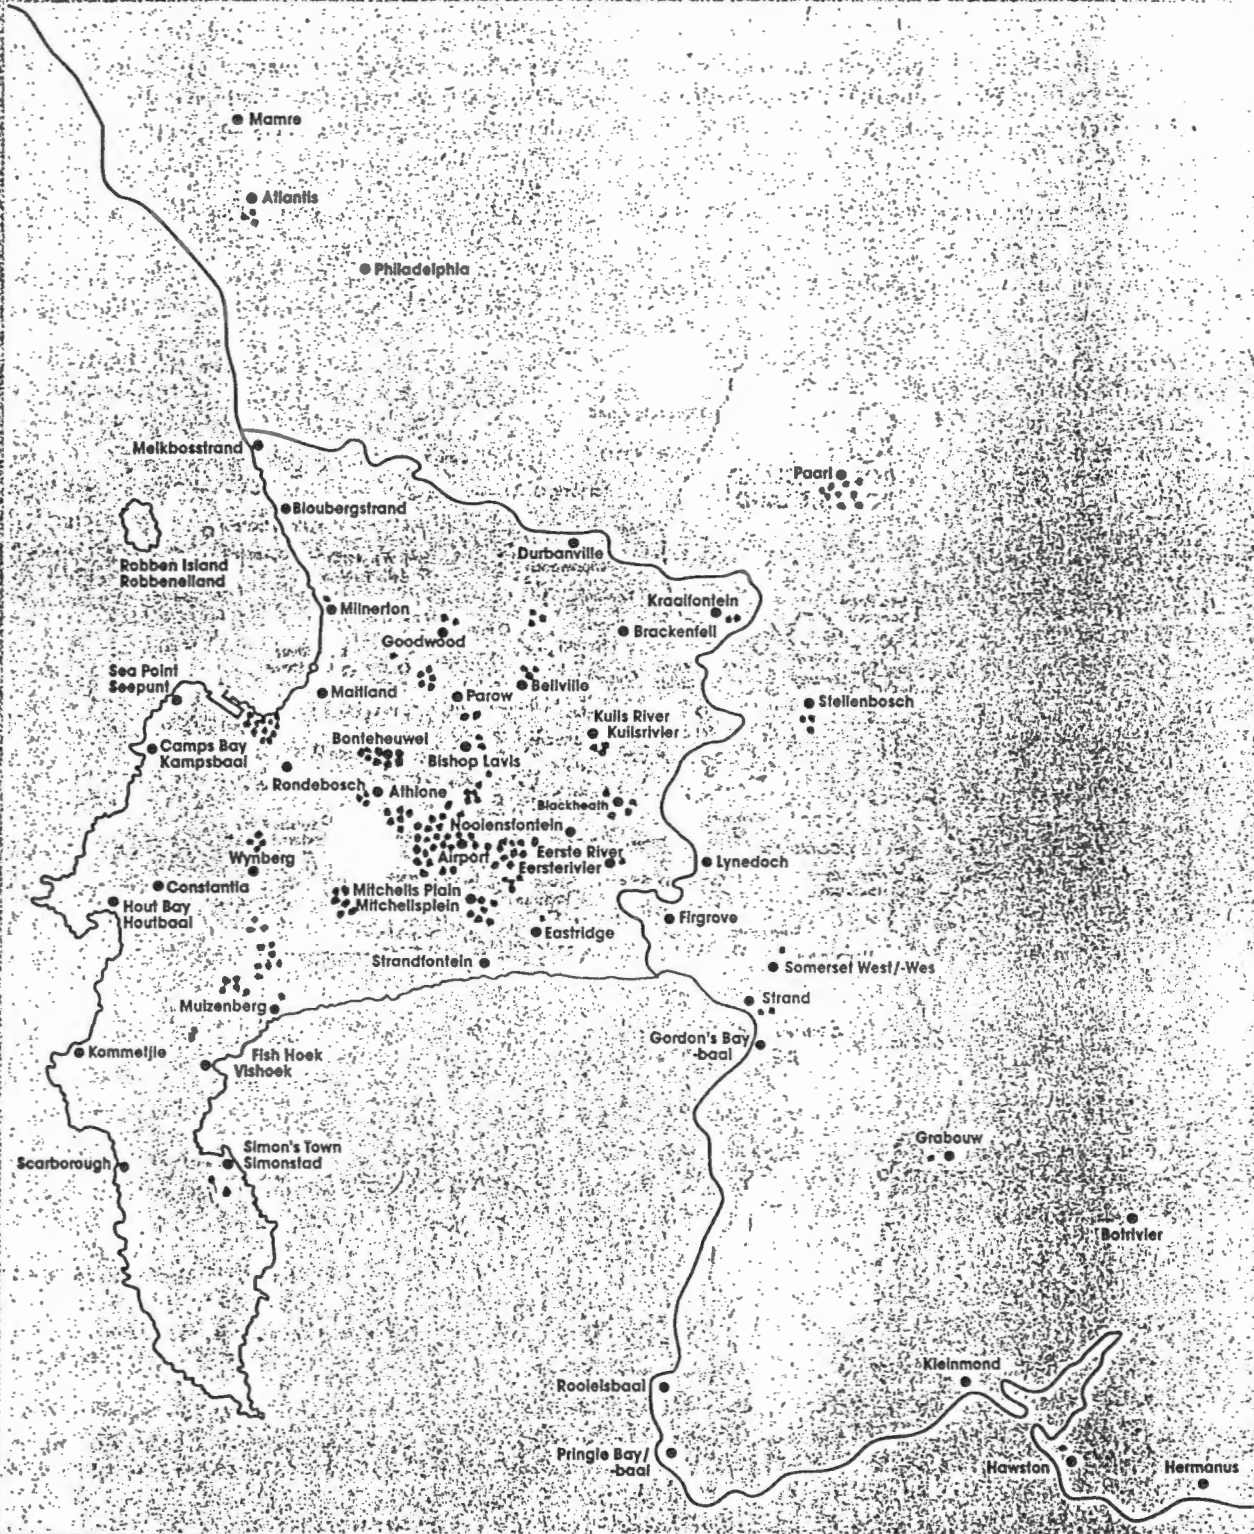 Mamre
Atlantis
Philadelphia
Melkbosstrand
Bloubergstrand
Paarl
Robben Island
Robbeneiland
Durbanville
Milnerton
Kraaifontein
Goodwood
Brackenfell
Sea Point
Seepunt
Maitland
Parow
Bellville
Stellenbosch
Kuils River
Kuilsrivier
Camps Bay
Kampsbaai
Bonteheuwel
Bishop Lavis
Rondebosch
Athlone
Blackheath
Nooiensfontein
Wynberg
Airport
Eerste River
Eersterivier
Lynedoch
Constantia
Mitchells Plain
Mitchellsplein
Hout Bay
Houtbaai
Firgrove
Eastridge
Strandfontein
Somerset West/-Wes
Muizenberg
Strand
Gordon's Bay
-baai
Kommetjie
Fish Hoek
Vishoek
Simon's Town
Simonstad
Scarborough
Grabouw
Botrivier
Kleinmond
Rooielsbaai
Pringle Bay/
-baai
Hawston
Hermanus